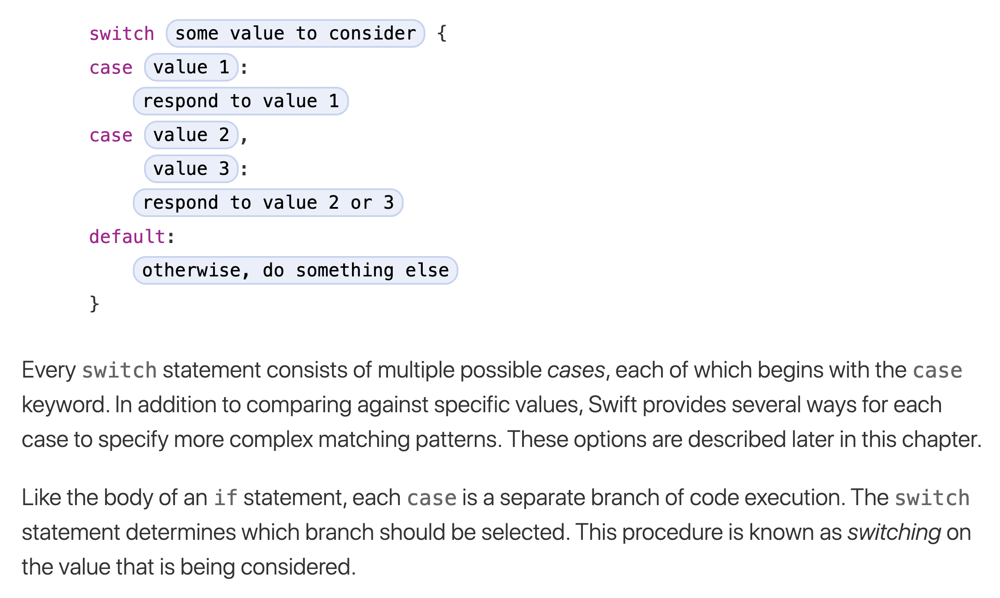 switch some value to consider {
case value 1:
respond to value 1
case value 2,
value 3:
respond to value 2 or 3
default:
otherwise, do something else
}
Every switch statement consists of multiple possible cases, each of which begins with the case
keyword. In addition to comparing against specific values, Swift provides several ways for each
case to specify more complex matching patterns. These options are described later in this chapter.
Like the body of an if statement, each case is a separate branch of code execution. The switch
statement determines which branch should be selected. This procedure is known as switching on
the value that is being considered.